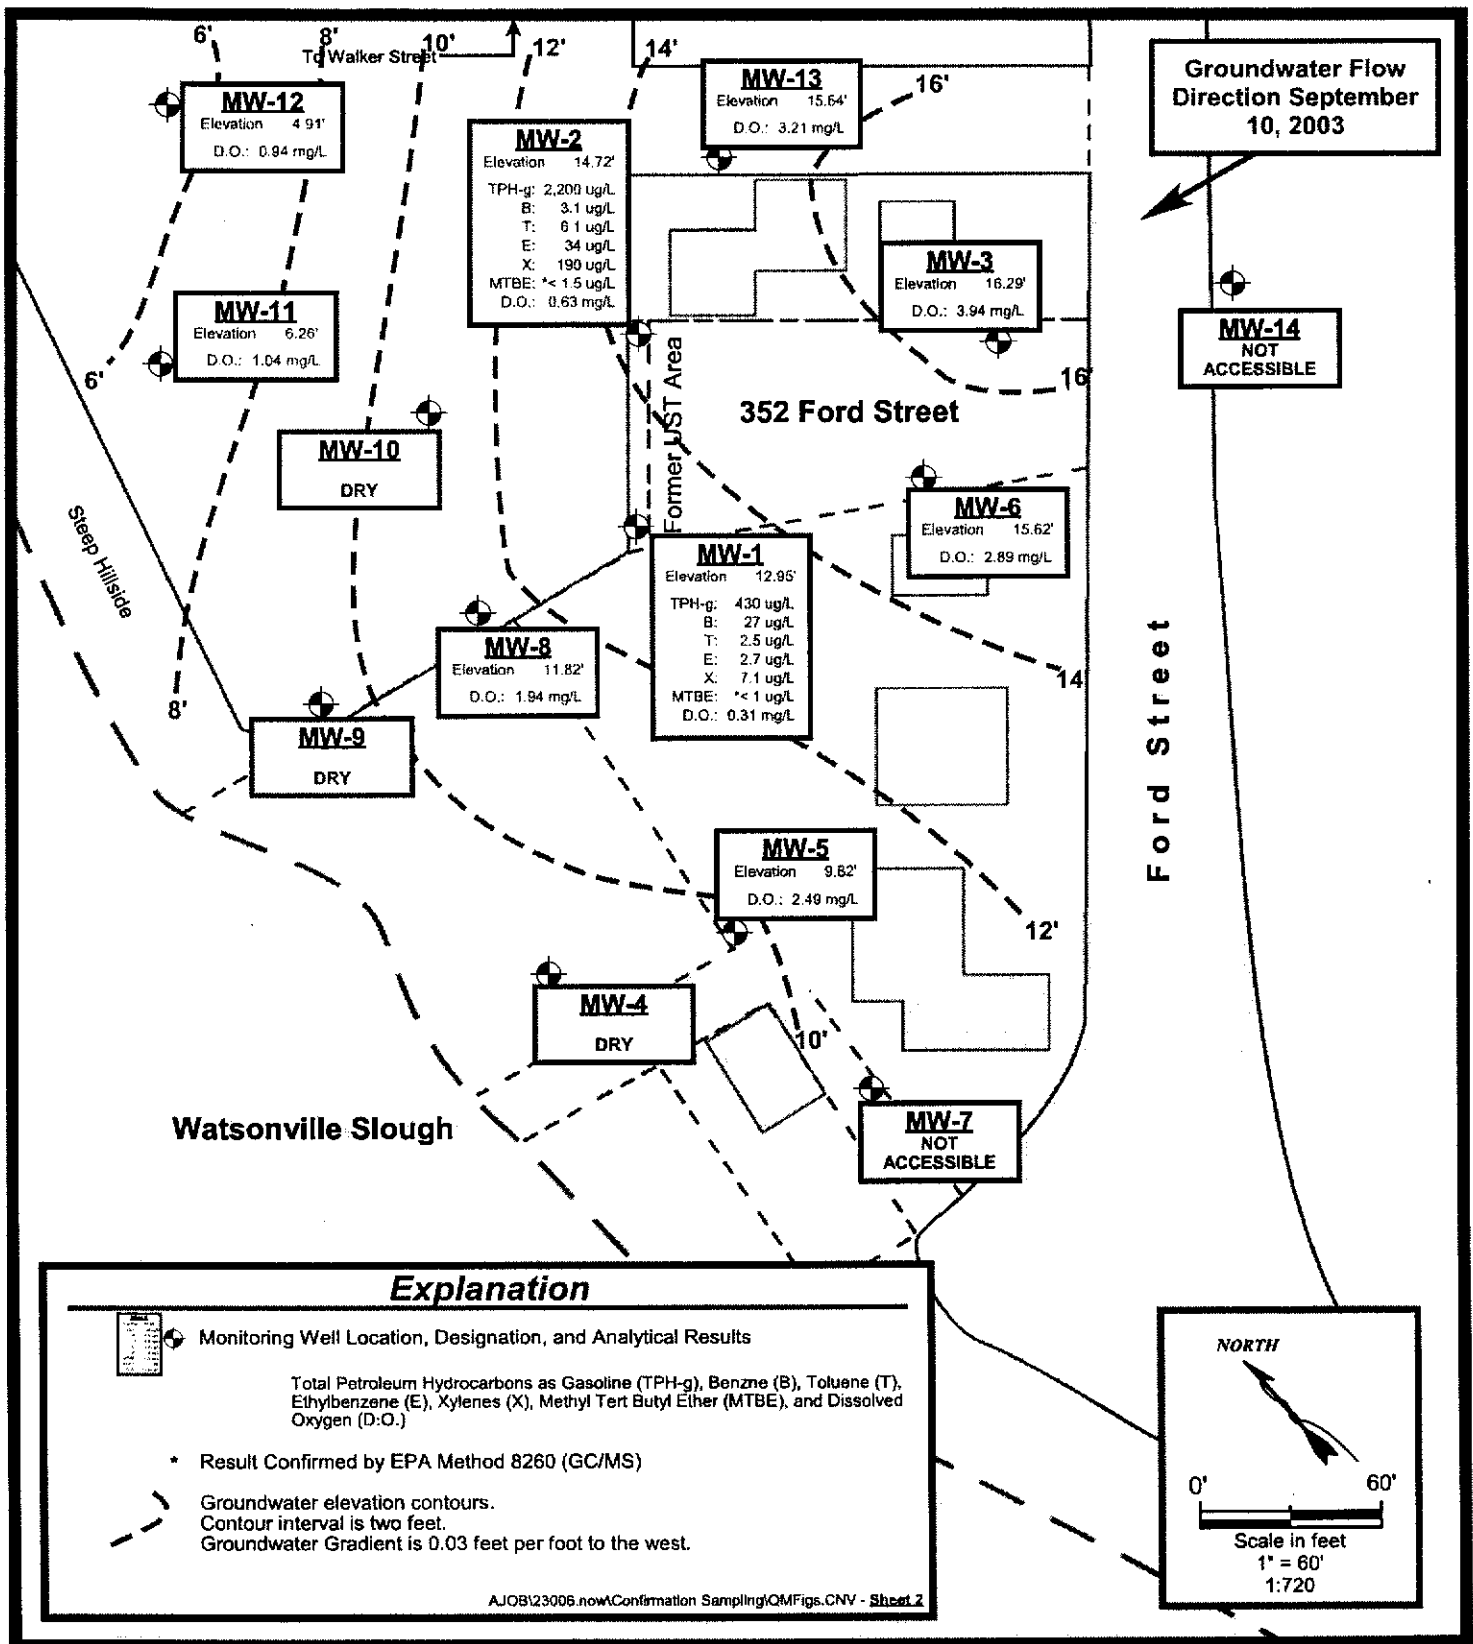 6'
8'
10'
12'
14'
To Walker Street
16'
Groundwater Flow
Direction September
10, 2003
MW-12
Elevation 4.91'
D.O.: 0.94 mg/L
MW-2
Elevation 14.72'
TPH-g: 2,200 ug/L
B: 3.1 ug/L
T: 6.1 ug/L
E: 34 ug/L
X: 190 ug/L
MTBE: *< 1.5 ug/L
D.O.: 0.63 mg/L
MW-13
Elevation 15.64'
D.O.: 3.21 mg/L
MW-3
Elevation 16.29'
D.O.: 3.94 mg/L
MW-11
Elevation 6.26'
D.O.: 1.04 mg/L
MW-14
NOT
ACCESSIBLE
6'
16'
352 Ford Street
Former UST Area
MW-10
DRY
MW-6
Elevation 15.62'
D.O.: 2.89 mg/L
Steep Hillside
MW-1
Elevation 12.95'
TPH-g: 430 ug/L
B: 27 ug/L
T: 2.5 ug/L
E: 2.7 ug/L
X: 7.1 ug/L
MTBE: *< 1 ug/L
D.O.: 0.31 mg/L
MW-8
Elevation 11.82'
D.O.: 1.94 mg/L
14'
Ford Street
8'
MW-9
DRY
MW-5
Elevation 9.82'
D.O.: 2.49 mg/L
12'
MW-4
DRY
10'
Watsonville Slough
MW-7
NOT
ACCESSIBLE
Explanation
Monitoring Well Location, Designation, and Analytical Results
Total Petroleum Hydrocarbons as Gasoline (TPH-g), Benzne (B), Toluene (T),
Ethylbenzene (E), Xylenes (X), Methyl Tert Butyl Ether (MTBE), and Dissolved
Oxygen (D.O.)
* Result Confirmed by EPA Method 8260 (GC/MS)
Groundwater elevation contours.
Contour interval is two feet.
Groundwater Gradient is 0.03 feet per foot to the west.
AJOB\23006.now\Confirmation Sampling\QMFigs.CNV - Sheet 2
NORTH
0' 60'
Scale in feet
1" = 60'
1:720